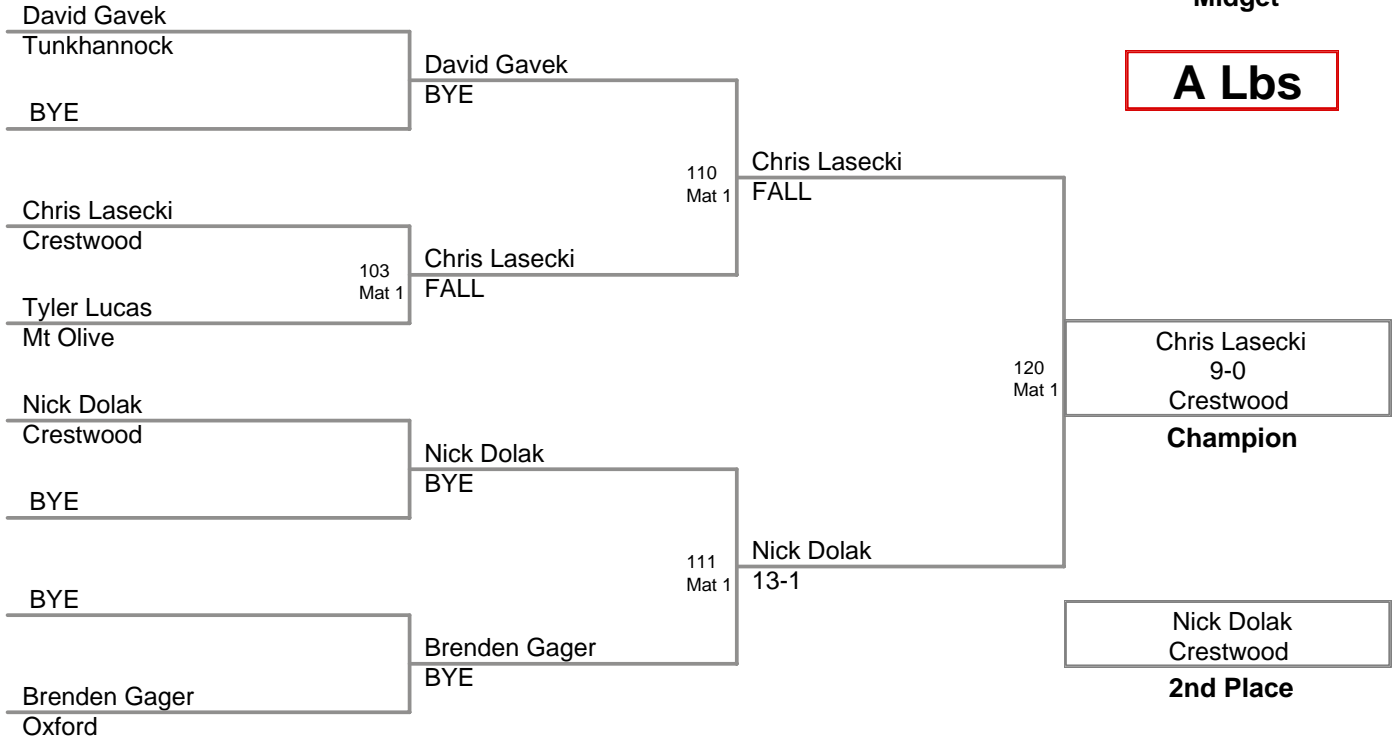 Midget
A Lbs
David Gavek
Tunkhannock
BYE
David Gavek
BYE
Chris Lasecki
Crestwood
Tyler Lucas
Mt Olive
103
Mat 1
Chris Lasecki
FALL
110
Mat 1
Chris Lasecki
FALL
Nick Dolak
Crestwood
BYE
Nick Dolak
BYE
BYE
Brenden Gager
Oxford
Brenden Gager
BYE
111
Mat 1
Nick Dolak
13-1
120
Mat 1
Chris Lasecki
9-0
Crestwood
Champion
Nick Dolak
Crestwood
2nd Place